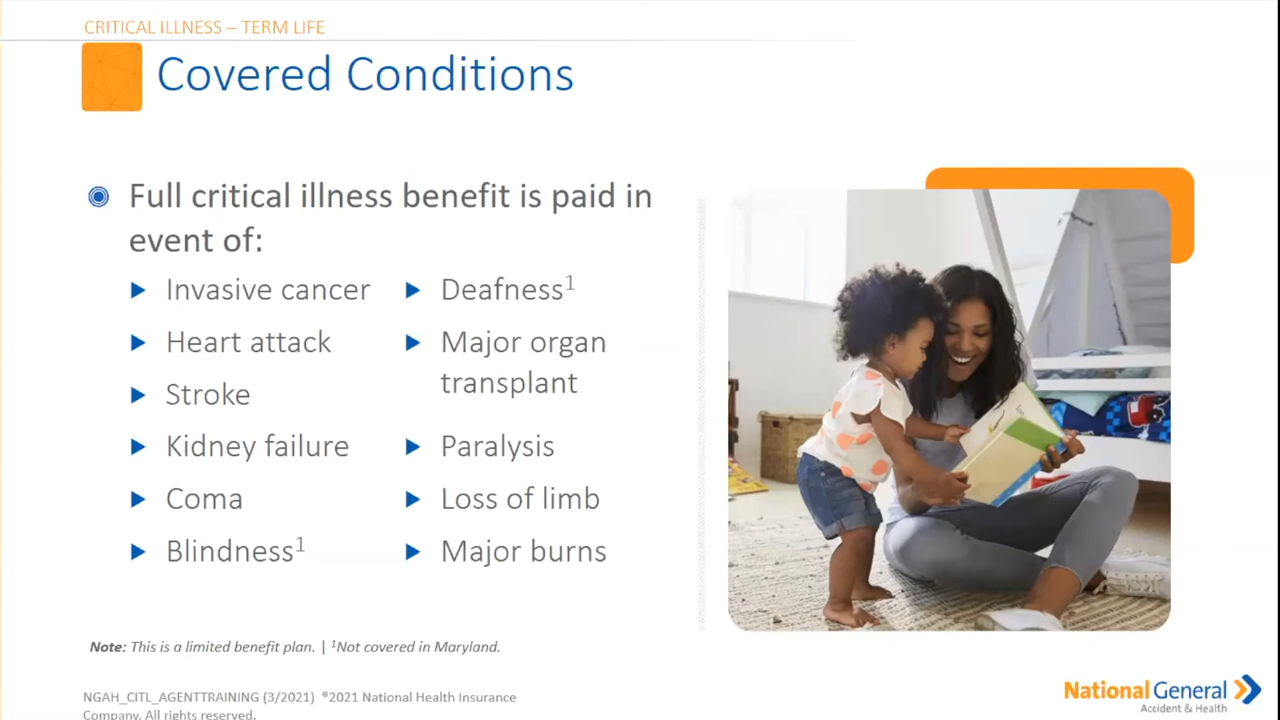 CRITICAL ILLNESS – TERM LIFE
Covered Conditions
Full critical illness benefit is paid in
event of:
Invasive cancer
Heart attack
Stroke
Kidney failure
Coma
Blindness¹
Deafness¹
Major organ
transplant
Paralysis
Loss of limb
Major burns
Note: This is a limited benefit plan. | ¹Not covered in Maryland.
NGAH_CITL_AGENTTRAINING (3/2021) ®2021 National Health Insurance
Company. All rights reserved.
National General
Accident & Health